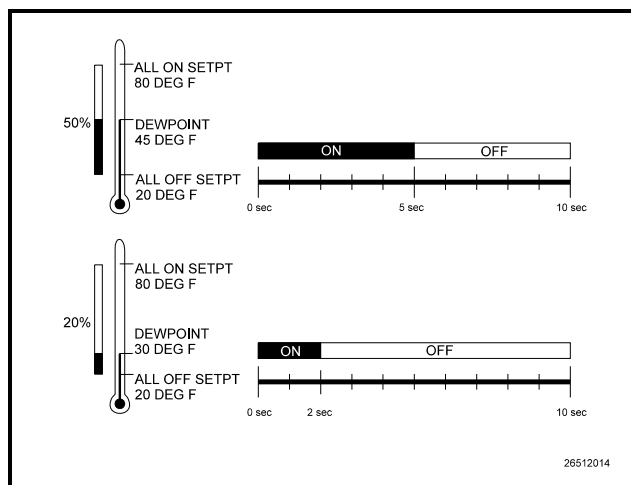 ALL ON SETPT
80 DEG F
50%
DEWPOINT
45 DEG F
ON
OFF
ALL OFF SETPT
20 DEG F
0 sec
5 sec
10 sec
ALL ON SETPT
80 DEG F
20%
DEWPOINT
30 DEG F
ON
OFF
ALL OFF SETPT
20 DEG F
0 sec
2 sec
10 sec
26512014